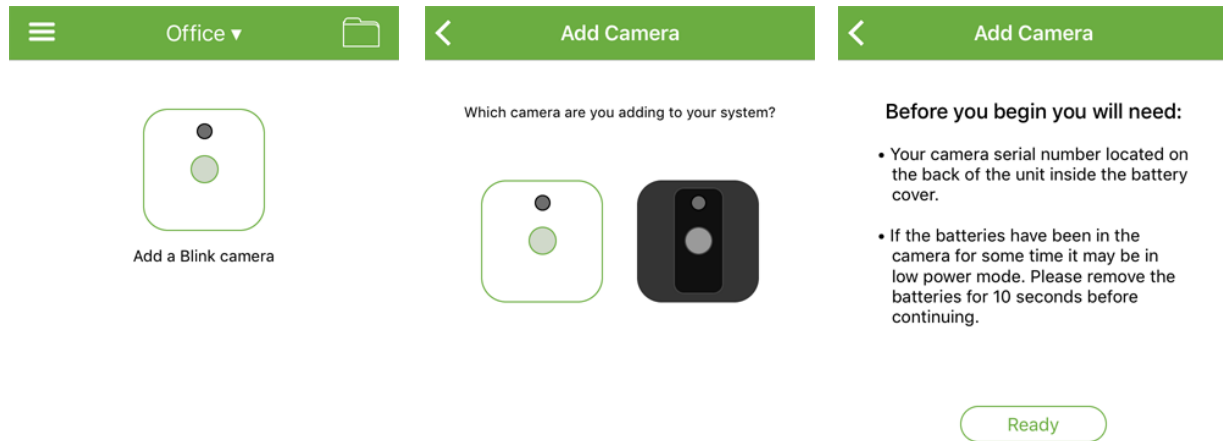 Office ▾
Add a Blink camera
Add Camera
Which camera are you adding to your system?
Add Camera
Before you begin you will need:
• Your camera serial number located on
the back of the unit inside the battery
cover.
• If the batteries have been in the
camera for some time it may be in
low power mode. Please remove the
batteries for 10 seconds before
continuing.
Ready